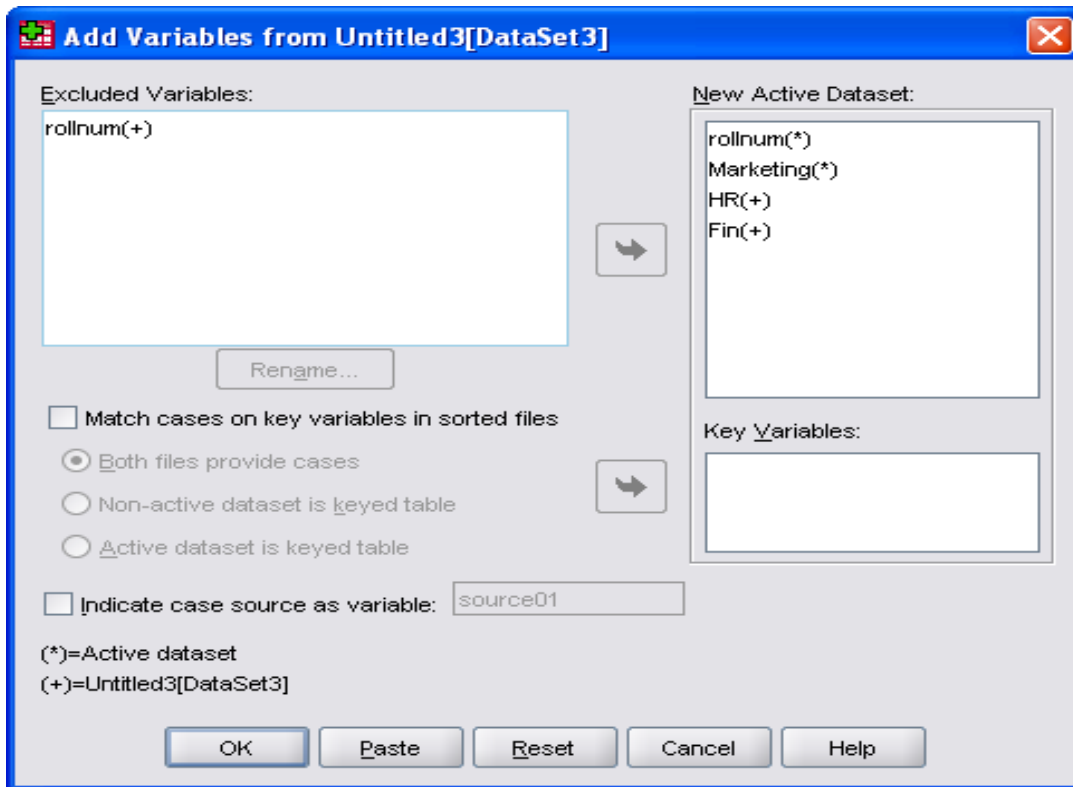 Add Variables from Untitled3[DataSet3]
Excluded Variables:
rollnum(+)
Rename...
New Active Dataset:
rollnum(*)
Marketing(*)
HR(+)
Fin(+)
Match cases on key variables in sorted files
Both files provide cases
Non-active dataset is keyed table
Active dataset is keyed table
Key Variables:
Indicate case source as variable: source01
(*)=Active dataset
(+)=Untitled3[DataSet3]
OK Paste Reset Cancel Help